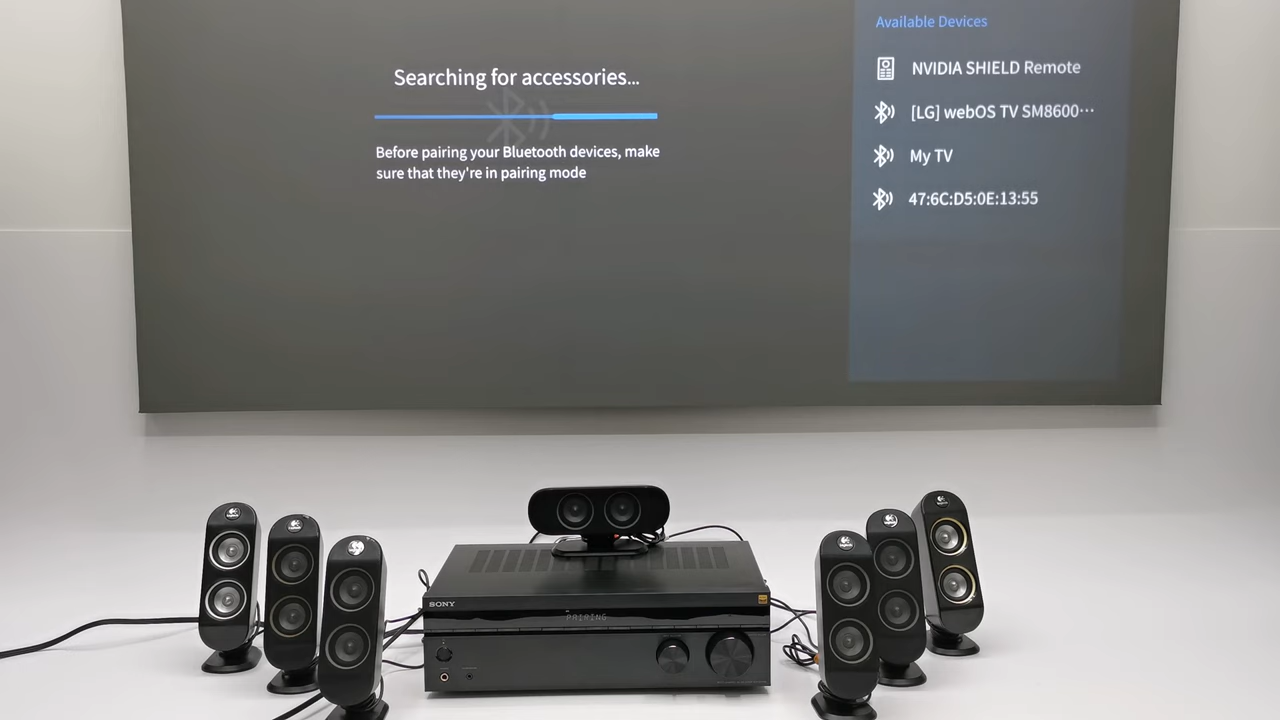 Available Devices
Searching for accessories...
Before pairing your Bluetooth devices, make
sure that they're in pairing mode
NVIDIA SHIELD Remote
[LG] webOS TV SM8600...
My TV
47:6C:D5:0E:13:55
SONY
PAIRING